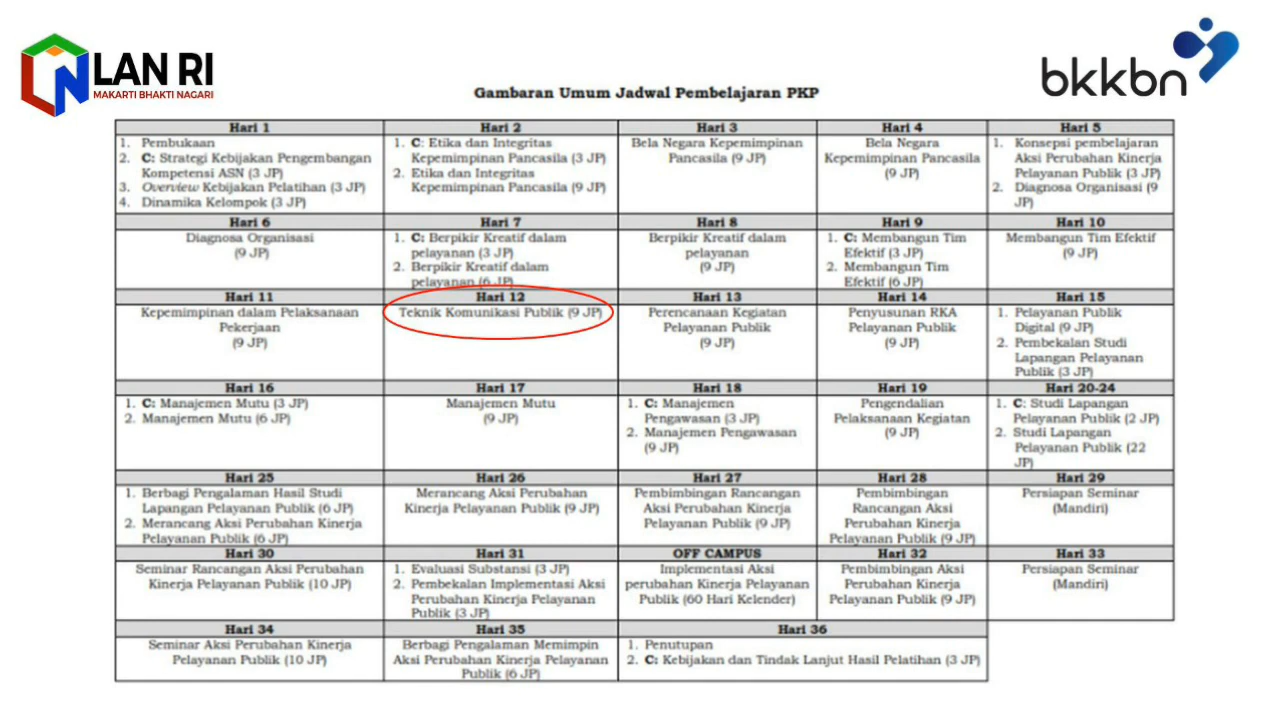 LAN RI
MAKARTI BHAKTI NAGARI
bkkbn
Gambaran Umum Jadwal Pembelajaran PKP
Hari 1
1. Pembukaan
2. C: Strategi Kebijakan Pengembangan
Kompetensi ASN (3 JP)
3. Overview Kebijakan Pelatihan (3 JP)
4. Dinamika Kelompok (3 JP)
Hari 2
1. C: Etika dan Integritas
Kepemimpinan Pancasila (3 JP)
2. Etika dan Integritas
Kepemimpinan Pancasila (9 JP)
Hari 3
Bela Negara Kepemimpinan
Pancasila (9 JP)
Hari 4
Bela Negara
Kepemimpinan Pancasila
(9 JP)
Hari 5
1. Konsepsi pembelajaran
Aksi Perubahan Kinerja
Pelayanan Publik (3 JP)
2. Diagnosa Organisasi (9
JP)
Hari 6
Diagnosa Organisasi
(9 JP)
Hari 7
1. C: Berpikir Kreatif dalam
pelayanan (3 JP)
2. Berpikir Kreatif dalam
pelayanan (6 JP)
Hari 8
Berpikir Kreatif dalam
pelayanan
(9 JP)
Hari 9
1. C: Membangun Tim
Efektif (3 JP)
2. Membangun Tim
Efektif (6 JP)
Hari 10
Membangun Tim Efektif
(9 JP)
Hari 11
Kepemimpinan dalam Pelaksanaan
Pekerjaan
(9 JP)
Hari 12
Teknik Komunikasi Publik (9 JP)
Hari 13
Perencanaan Kegiatan
Pelayanan Publik
(9 JP)
Hari 14
Penyusunan RKA
Pelayanan Publik
(9 JP)
Hari 15
1. Pelayanan Publik
Digital (9 JP)
2. Pembekalan Studi
Lapangan Pelayanan
Publik (3 JP)
Hari 16
1. C: Manajemen Mutu (3 JP)
2. Manajemen Mutu (6 JP)
Hari 17
Manajemen Mutu
(9 JP)
Hari 18
1. C: Manajemen
Pengawasan (3 JP)
2. Manajemen Pengawasan
(9 JP)
Hari 19
Pengendalian
Pelaksanaan Kegiatan
(9 JP)
Hari 20-24
1. C: Studi Lapangan
Pelayanan Publik (2 JP)
2. Studi Lapangan
Pelayanan Publik (22
JP)
Hari 25
1. Berbagi Pengalaman Hasil Studi
Lapangan Pelayanan Publik (6 JP)
2. Merancang Aksi Perubahan Kinerja
Pelayanan Publik (6 JP)
Hari 26
Merancang Aksi Perubahan
Kinerja Pelayanan Publik (9 JP)
Hari 27
Pembimbingan Rancangan
Aksi Perubahan Kinerja
Pelayanan Publik (9 JP)
Hari 28
Pembimbingan
Rancangan Aksi
Perubahan Kinerja
Pelayanan Publik (9 JP)
Hari 29
Persiapan Seminar
(Mandiri)
Hari 30
Seminar Rancangan Aksi Perubahan
Kinerja Pelayanan Publik (10 JP)
Hari 31
1. Evaluasi Substansi (3 JP)
2. Pembekalan Implementasi Aksi
Perubahan Kinerja Pelayanan
Publik (3 JP)
OFF CAMPUS
Implementasi Aksi
perubahan Kinerja Pelayanan
Publik (60 Hari Kelender)
Hari 32
Pembimbingan Aksi
Perubahan Kinerja
Pelayanan Publik (9 JP)
Hari 33
Persiapan Seminar
(Mandiri)
Hari 34
Seminar Aksi Perubahan Kinerja
Pelayanan Publik (10 JP)
Hari 35
Berbagi Pengalaman Memimpin
Aksi Perubahan Kinerja Pelayanan
Publik (6 JP)
Hari 36
1. Penutupan
2. C: Kebijakan dan Tindak Lanjut Hasil Pelatihan (3 JP)